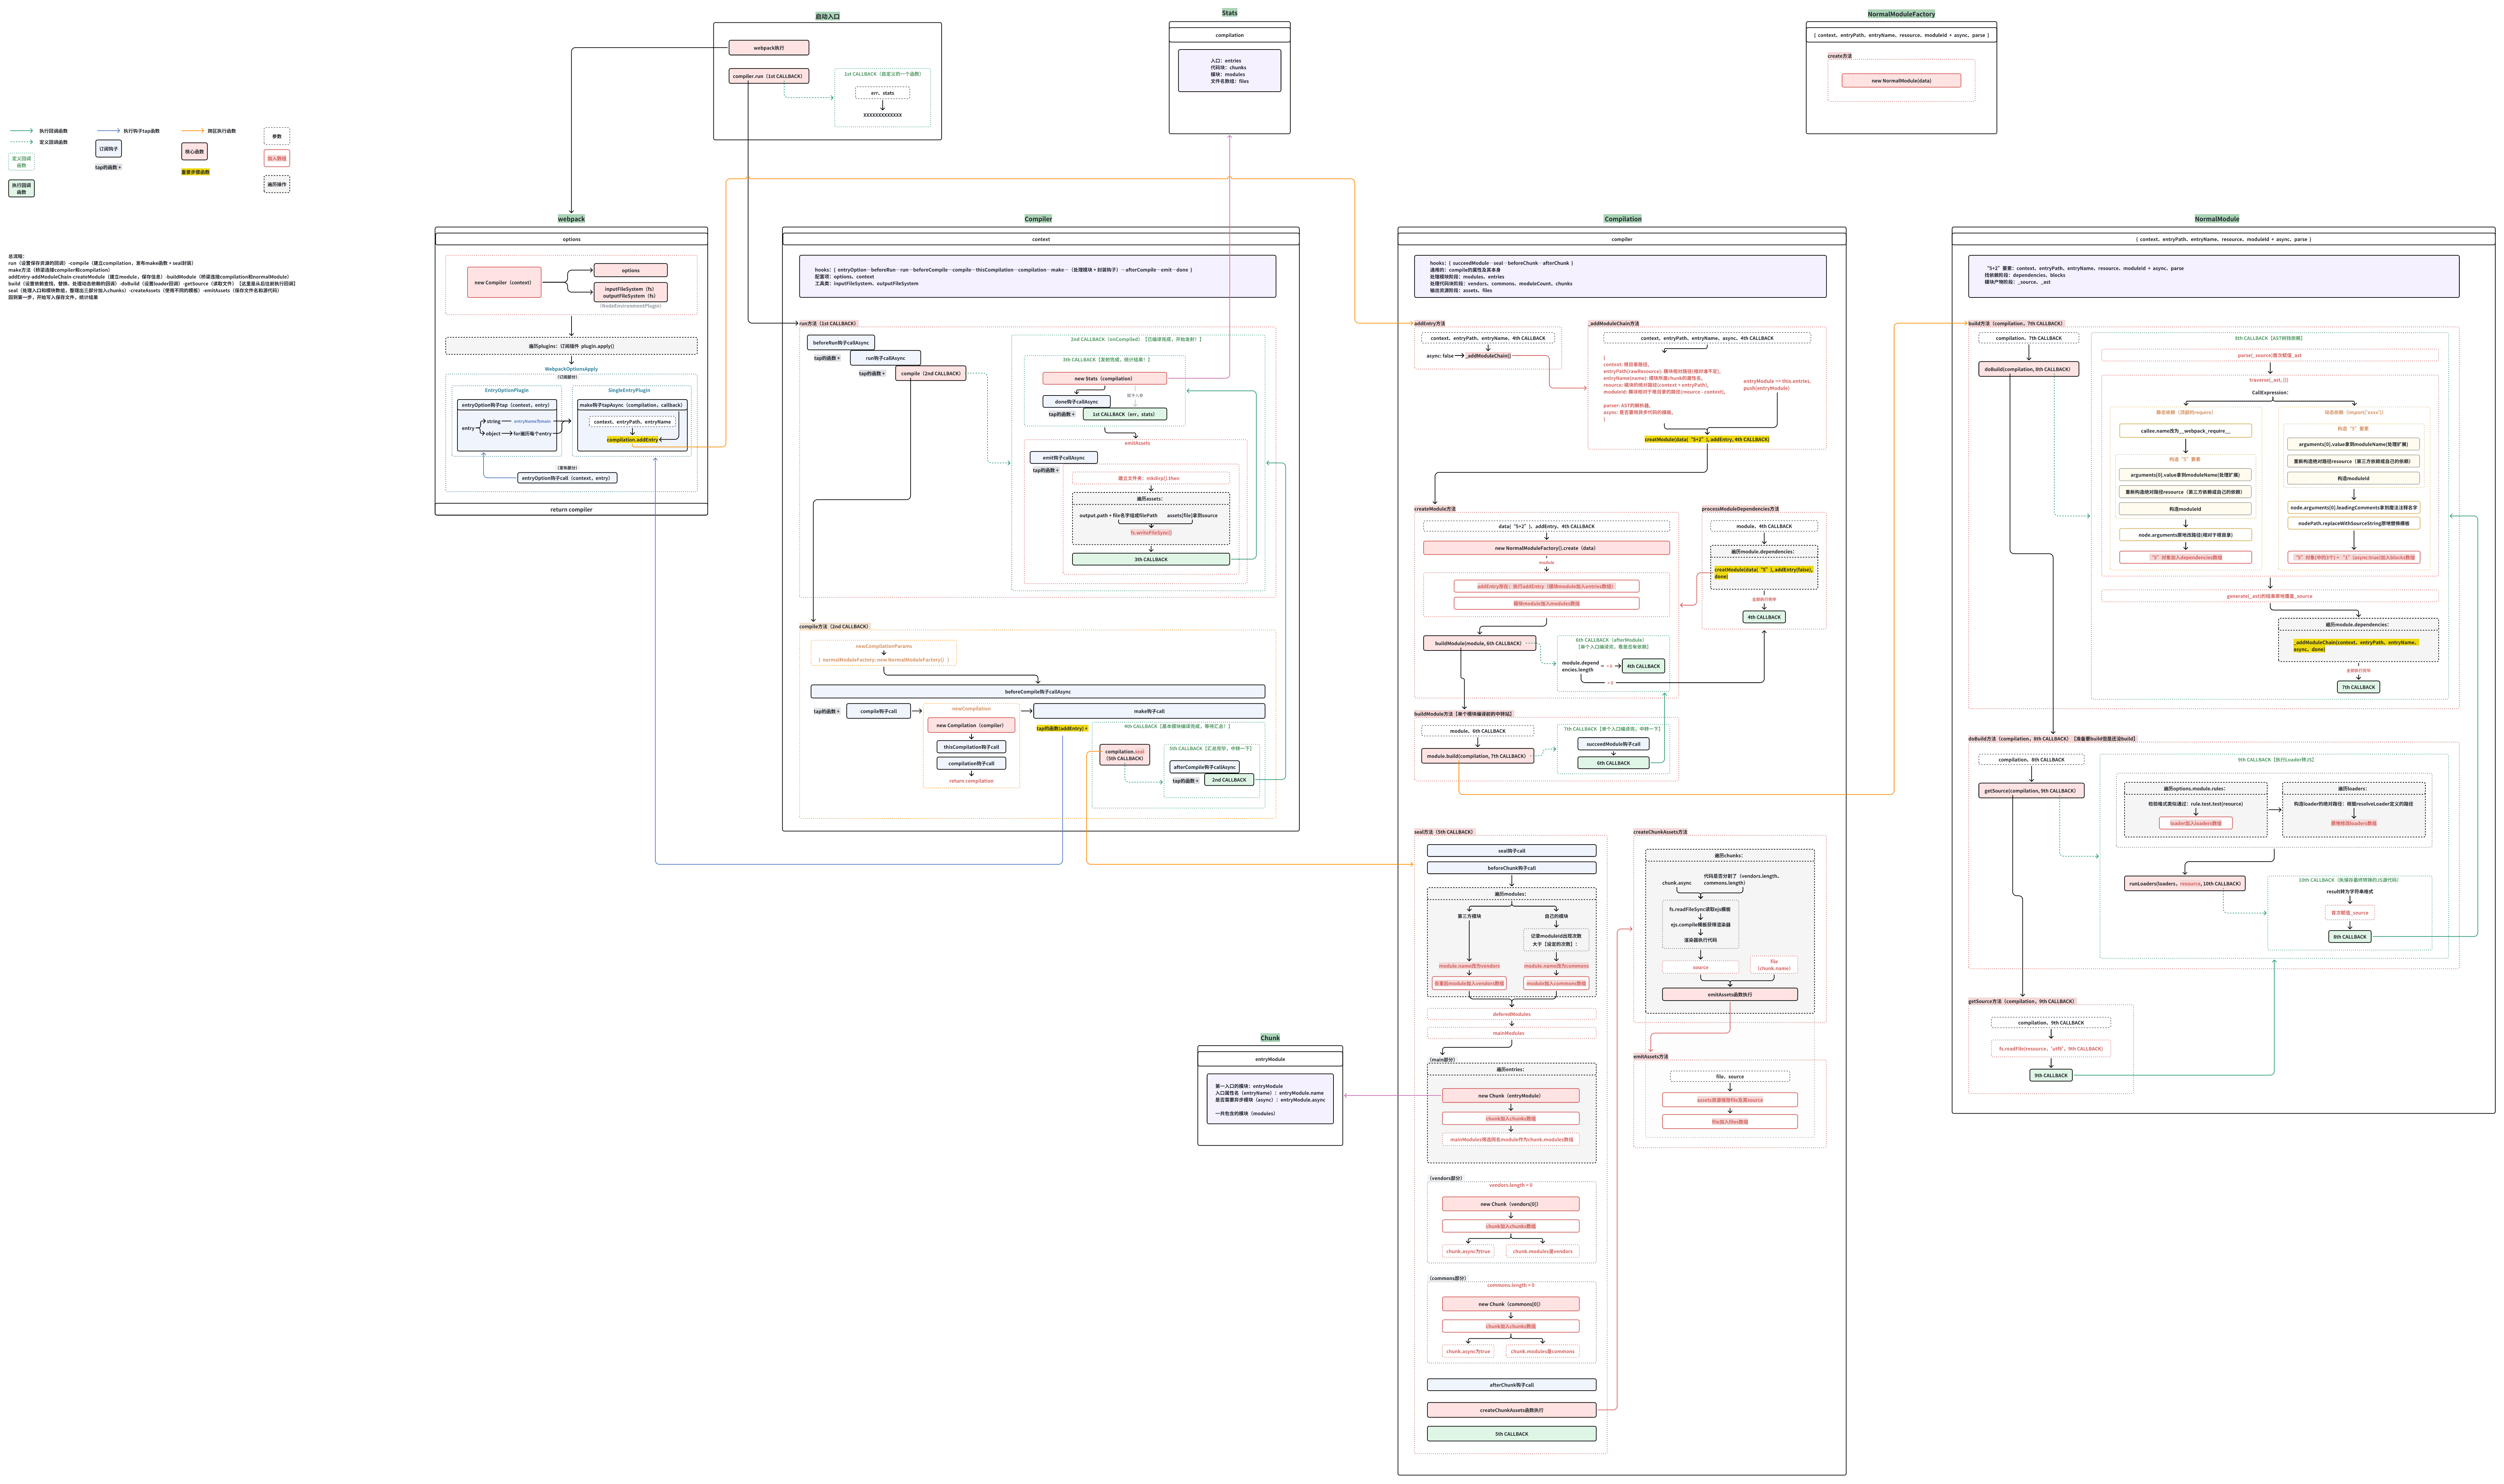 启动入口
webpack执行
compiler.run（1st CALLBACK）
1st CALLBACK（自定义的一个函数）
err、stats
XXXXXXXXXXXXX
Stats
compilation
入口：entries
代码块：chunks
模块：modules
文件名数组：files
NormalModuleFactory
{ context、entryPath、entryName、resource、moduleId + async、parse }
create方法
new NormalModule(data)
执行回调函数
定义回调函数
定义回调
函数
执行回调
函数
执行钩子tap函数
订阅钩子
tap的函数 +
跨区执行函数
核心函数
重要步骤函数
参数
加入数组
遍历操作
总流程：
run（设置保存资源的回调）-compile（建立compilation，发布make函数 + seal封装）
make方法（桥梁连接compiler和compilation）
addEntry-addModuleChain-createModule（建立module，保存信息）-buildModule（桥梁连接compilation和normalModule）
build（设置依赖查找、替换、处理动态依赖的回调）-doBuild（设置loader回调）-getSource（读取文件）【这里是从后往前执行回调】
seal（处理入口和模块数组，整理出三部分加入chunks）-createAssets（使用不同的模板）-emitAssets（保存文件名和源代码）
回到第一步，开始写入保存文件，统计结果
webpack
options
new Compiler（context）
options
inputFileSystem（fs）
outputFileSystem（fs）
（NodeEnvironmentPlugin）
遍历plugins：订阅插件 plugin.apply()
WebpackOptionsApply
（订阅部分）
EntryOptionPlugin
entryOption钩子tap（context，entry）
entry
string
entryName为main
object
for遍历每个entry
SingleEntryPlugin
make钩子tapAsync（compilation，callback）
context、entryPath、entryName
compilation.addEntry
（发布部分）
entryOption钩子call（context，entry）
return compiler
Compiler
context
hooks：{ entryOption—beforeRun—run—beforeCompile—compile—thisCompilation—compilation—make—（处理模块 + 封装钩子）—afterCompile—emit—done }
配置项：options、context
工具类：inputFileSystem、outputFileSystem
run方法（1st CALLBACK）
beforeRun钩子callAsync
tap的函数 +
run钩子callAsync
tap的函数 +
compile（2nd CALLBACK）
2nd CALLBACK（onCompiled）【已编译完成，开始发射！】
3th CALLBACK【发射完成，统计结果！】
new Stats（compilation）
done钩子callAsync
赋予入参
tap的函数 +
1st CALLBACK（err，stats）
emitAssets
emit钩子callAsync
tap的函数 +
建立文件夹：mkdirp().then
遍历assets：
output.path + file名字组成filePath
assets[file]拿到source
fs.writeFileSync()
3th CALLBACK
compile方法（2nd CALLBACK）
newCompilationParams
{ normalModuleFactory: new NormalModuleFactory() }
beforeCompile钩子callAsync
tap的函数 +
compile钩子call
newCompilation
new Compilation（compiler）
thisCompilation钩子call
compilation钩子call
return compilation
make钩子call
tap的函数(addEntry) +
4th CALLBACK【基本模块编译完成，等待汇总！】
compilation.seal
（5th CALLBACK）
5th CALLBACK【汇总完毕，中转一下】
afterCompile钩子callAsync
tap的函数 +
2nd CALLBACK
Compilation
compiler
hooks：{ succeedModule—seal—beforeChunk—afterChunk }
通用的：compile的属性及其本身
处理模块阶段：modules、entries
处理代码块阶段：vendors、commons、moduleCount、chunks
输出资源阶段：assets、files
addEntry方法
context、entryPath、entryName、4th CALLBACK
async: false
_addModuleChain()
_addModuleChain方法
context、entryPath、entryName、async、4th CALLBACK
{
context: 根目录路径,
entryPath(rawResource): 模块相对路径(相对谁不定),
entryName(name): 模块所属chunk的属性名,
reource: 模块的绝对路径(context + entryPath),
moduleId: 模块相对于根目录的路径(resource - context),
parser: AST的解析器,
async: 是否要用异步代码的模板,
}
entryModule => this.entries.
push(entryModule)
creatModule(data(“5+2”), addEntry, 4th CALLBACK)
createModule方法
data(“5+2”)、addEntry、4th CALLBACK
new NormalModuleFactory().create（data）
module
addEntry存在：执行addEntry（模块module加入entries数组）
模块module加入modules数组
buildModule(module, 6th CALLBACK）
6th CALLBACK（afterModule）
【单个入口编译完，看是否有依赖】
module.depend
encies.length
= 0
4th CALLBACK
> 0
processModuleDependencies方法
module、4th CALLBACK
遍历module.dependencies：
creatModule(data(“5”), addEntry(false),
done)
全部执行完毕
4th CALLBACK
buildModule方法【单个模块编译前的中转站】
module、6th CALLBACK
module.build(compilation, 7th CALLBACK）
7th CALLBACK【单个入口编译完，中转一下】
succeedModule钩子call
6th CALLBACK
seal方法（5th CALLBACK）
seal钩子call
beforeChunk钩子call
遍历modules：
第三方模块
自己的模块
记录moduleId出现次数
大于【设定的次数】：
module.name改为vendors
module.name改为commons
module加入commons数组
deferedModules
mainModules
（main部分）
遍历entries：
new Chunk（entryModule）
chunk加入chunks数组
mainModules筛选同名module作为chunk.modules数组
（vendors部分）
vendors.length > 0
new Chunk（vendors[0]）
chunk加入chunks数组
chunk.async为true
chunk.modules是vendors
（commons部分）
commons.length > 0
new Chunk（commons[0]）
chunk加入chunks数组
chunk.async为true
chunk.modules是commons
afterChunk钩子call
createChunkAssets函数执行
5th CALLBACK
createChunkAssets方法
遍历chunks：
chunk.async
代码是否分割了（vendors.length、
commons.length）
fs.readFileSync读取ejs模板
ejs.compile模板获得渲染器
渲染器执行代码
source
file
（chunk.name）
emitAssets函数执行
emitAssets方法
file、source
assets资源保存file及其source
file加入files数组
Chunk
entryModule
第一入口的模块：entryModule
入口属性名（entryName）：entryModule.name
是否需要异步模块（async）：entryModule.async
一共包含的模块（modules）
NormalModule
{ context、entryPath、entryName、resource、moduleId + async、parse }
“5+2”要素：context、entryPath、entryName、resource、moduleId + async、parse
找依赖阶段：dependencies、blocks
模块产物阶段：_source、_ast
build方法（compilation，7th CALLBACK）
compilation、7th CALLBACK
doBuild(compilation, 8th CALLBACK）
8th CALLBACK【AST树找依赖】
parse(_source)首次赋值_ast
traverse(_ast, {})
CallExpression：
静态依赖（顶部的require）
callee.name改为__webpack_require__
构造“5”要素
arguments[0].value拿到moduleName(处理扩展)
重新构造绝对路径resource（第三方依赖或自己的依赖）
构造moduleId
node.arguments原地改路径(相对于根目录)
“5”对象加入dependencies数组
动态依赖（import('xxxx')）
构造“5”要素
arguments[0].value拿到moduleName(处理扩展)
重新构造绝对路径resource（第三方依赖或自己的依赖）
构造moduleId
node.arguments[0].leadingComments拿到魔法注释名字
nodePath.replaceWithSourceString原地替换模板
“5”对象(中的3个) + “1”(async:true)加入blocks数组
generate(_ast)的结果原地覆盖_source
遍历module.dependencies：
_addModuleChain(context、entryPath、entryName、
async、done)
全部执行完毕
7th CALLBACK
doBuild方法（compilation，8th CALLBACK）【准备要build但是还没build】
compilation、8th CALLBACK
getSource(compilation, 9th CALLBACK）
9th CALLBACK【执行Loader转JS】
遍历options.module.rules：
检验格式类似通过：rule.test.test(reource)
loader加入loaders数组
遍历loaders：
构造loader的绝对路径：根据resolveLoader定义的路径
原地修改loaders数组
runLoaders(loaders，resource, 10th CALLBACK）
10th CALLBACK（执保存最终转换的JS源代码）
result转为字符串格式
首次赋值_source
8th CALLBACK
getSource方法（compilation，9th CALLBACK）
compilation、9th CALLBACK
fs.readFile(resource，'utf8'，9th CALLBACK)
9th CALLBACK